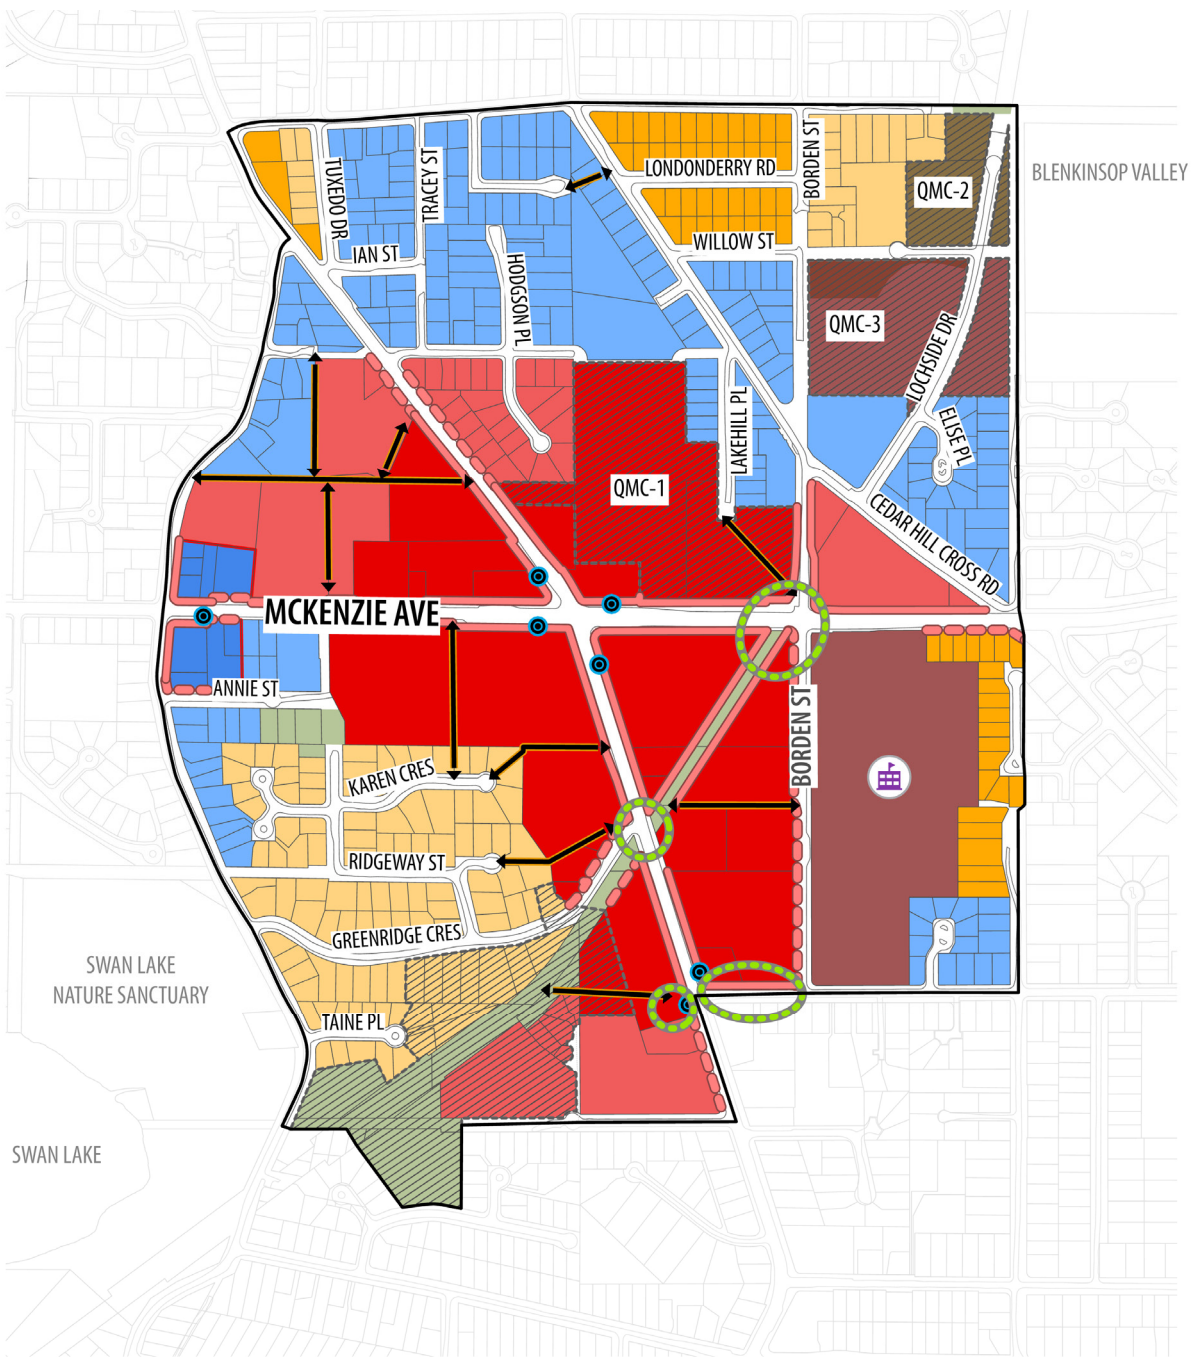 BLENKINSOP VALLEY
TUXEDO DR
TRACEY ST
LONDONDERRY RD
BORDEN ST
QMC-2
WILLOW ST
IAN ST
HODGSON PL
QMC-3
LOCHSIDE DR
LAKEHILL PL
ELISE PL
QMC-1
CEDAR HILL CROSS RD
MCKENZIE AVE
ANNIE ST
BORDEN ST
KAREN CRES
RIDGEWAY ST
GREENRIDGE CRES
SWAN LAKE
NATURE SANCTUARY
TAINE PL
SWAN LAKE